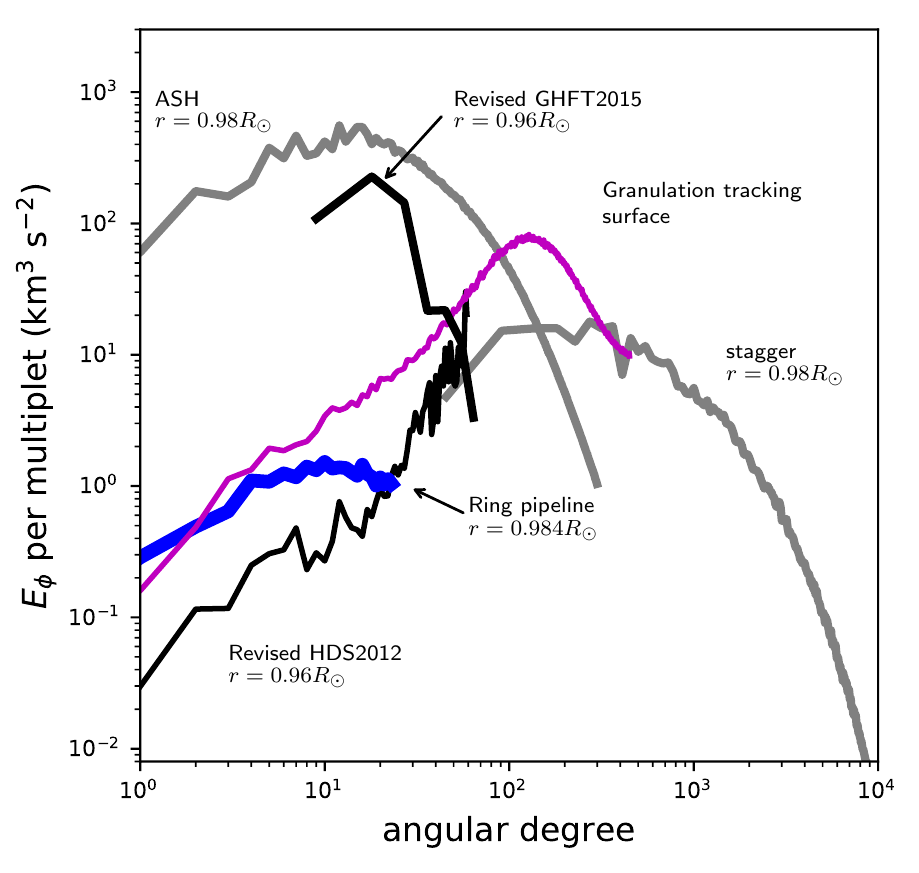 ASH
r = 0.98R☉
Revised GHFT2015
r = 0.96R☉
Granulation tracking
surface
stagger
r = 0.98R☉
Ring pipeline
r = 0.984R☉
Revised HDS2012
r = 0.96R☉
E_ϕ per multiplet (km³ s⁻²)
10³
10²
10¹
10⁰
10⁻¹
10⁻²
10⁰ 10¹ 10² 10³ 10⁴
angular degree